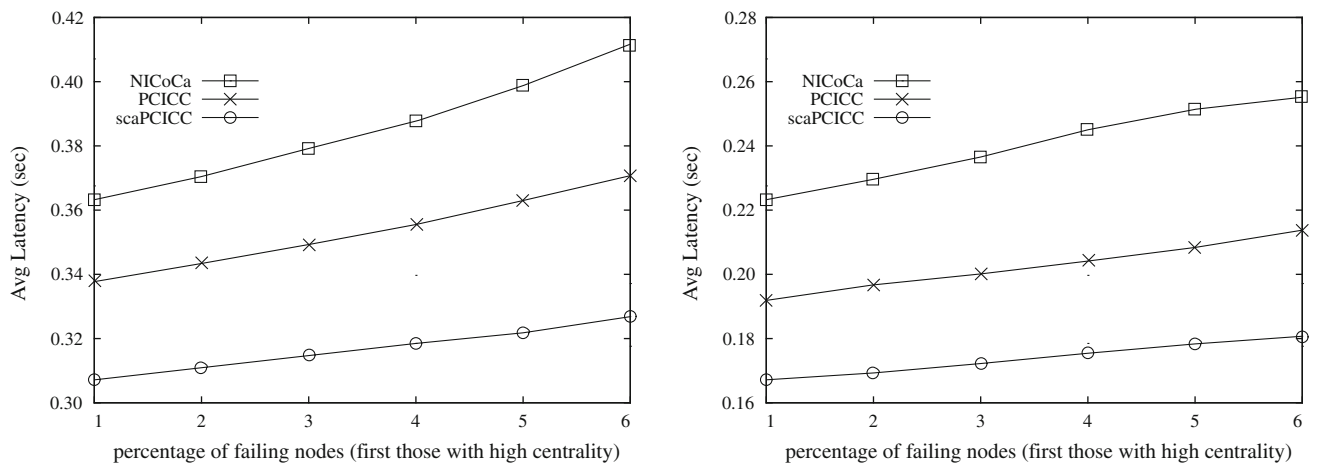 0.42
0.40
0.38
0.36
0.34
0.32
0.30
Avg Latency (sec)
NICoCa
PCICC
scaPCICC
1 2 3 4 5 6
percentage of failing nodes (first those with high centrality)
0.28
0.26
0.24
0.22
0.20
0.18
0.16
Avg Latency (sec)
NICoCa
PCICC
scaPCICC
1 2 3 4 5 6
percentage of failing nodes (first those with high centrality)